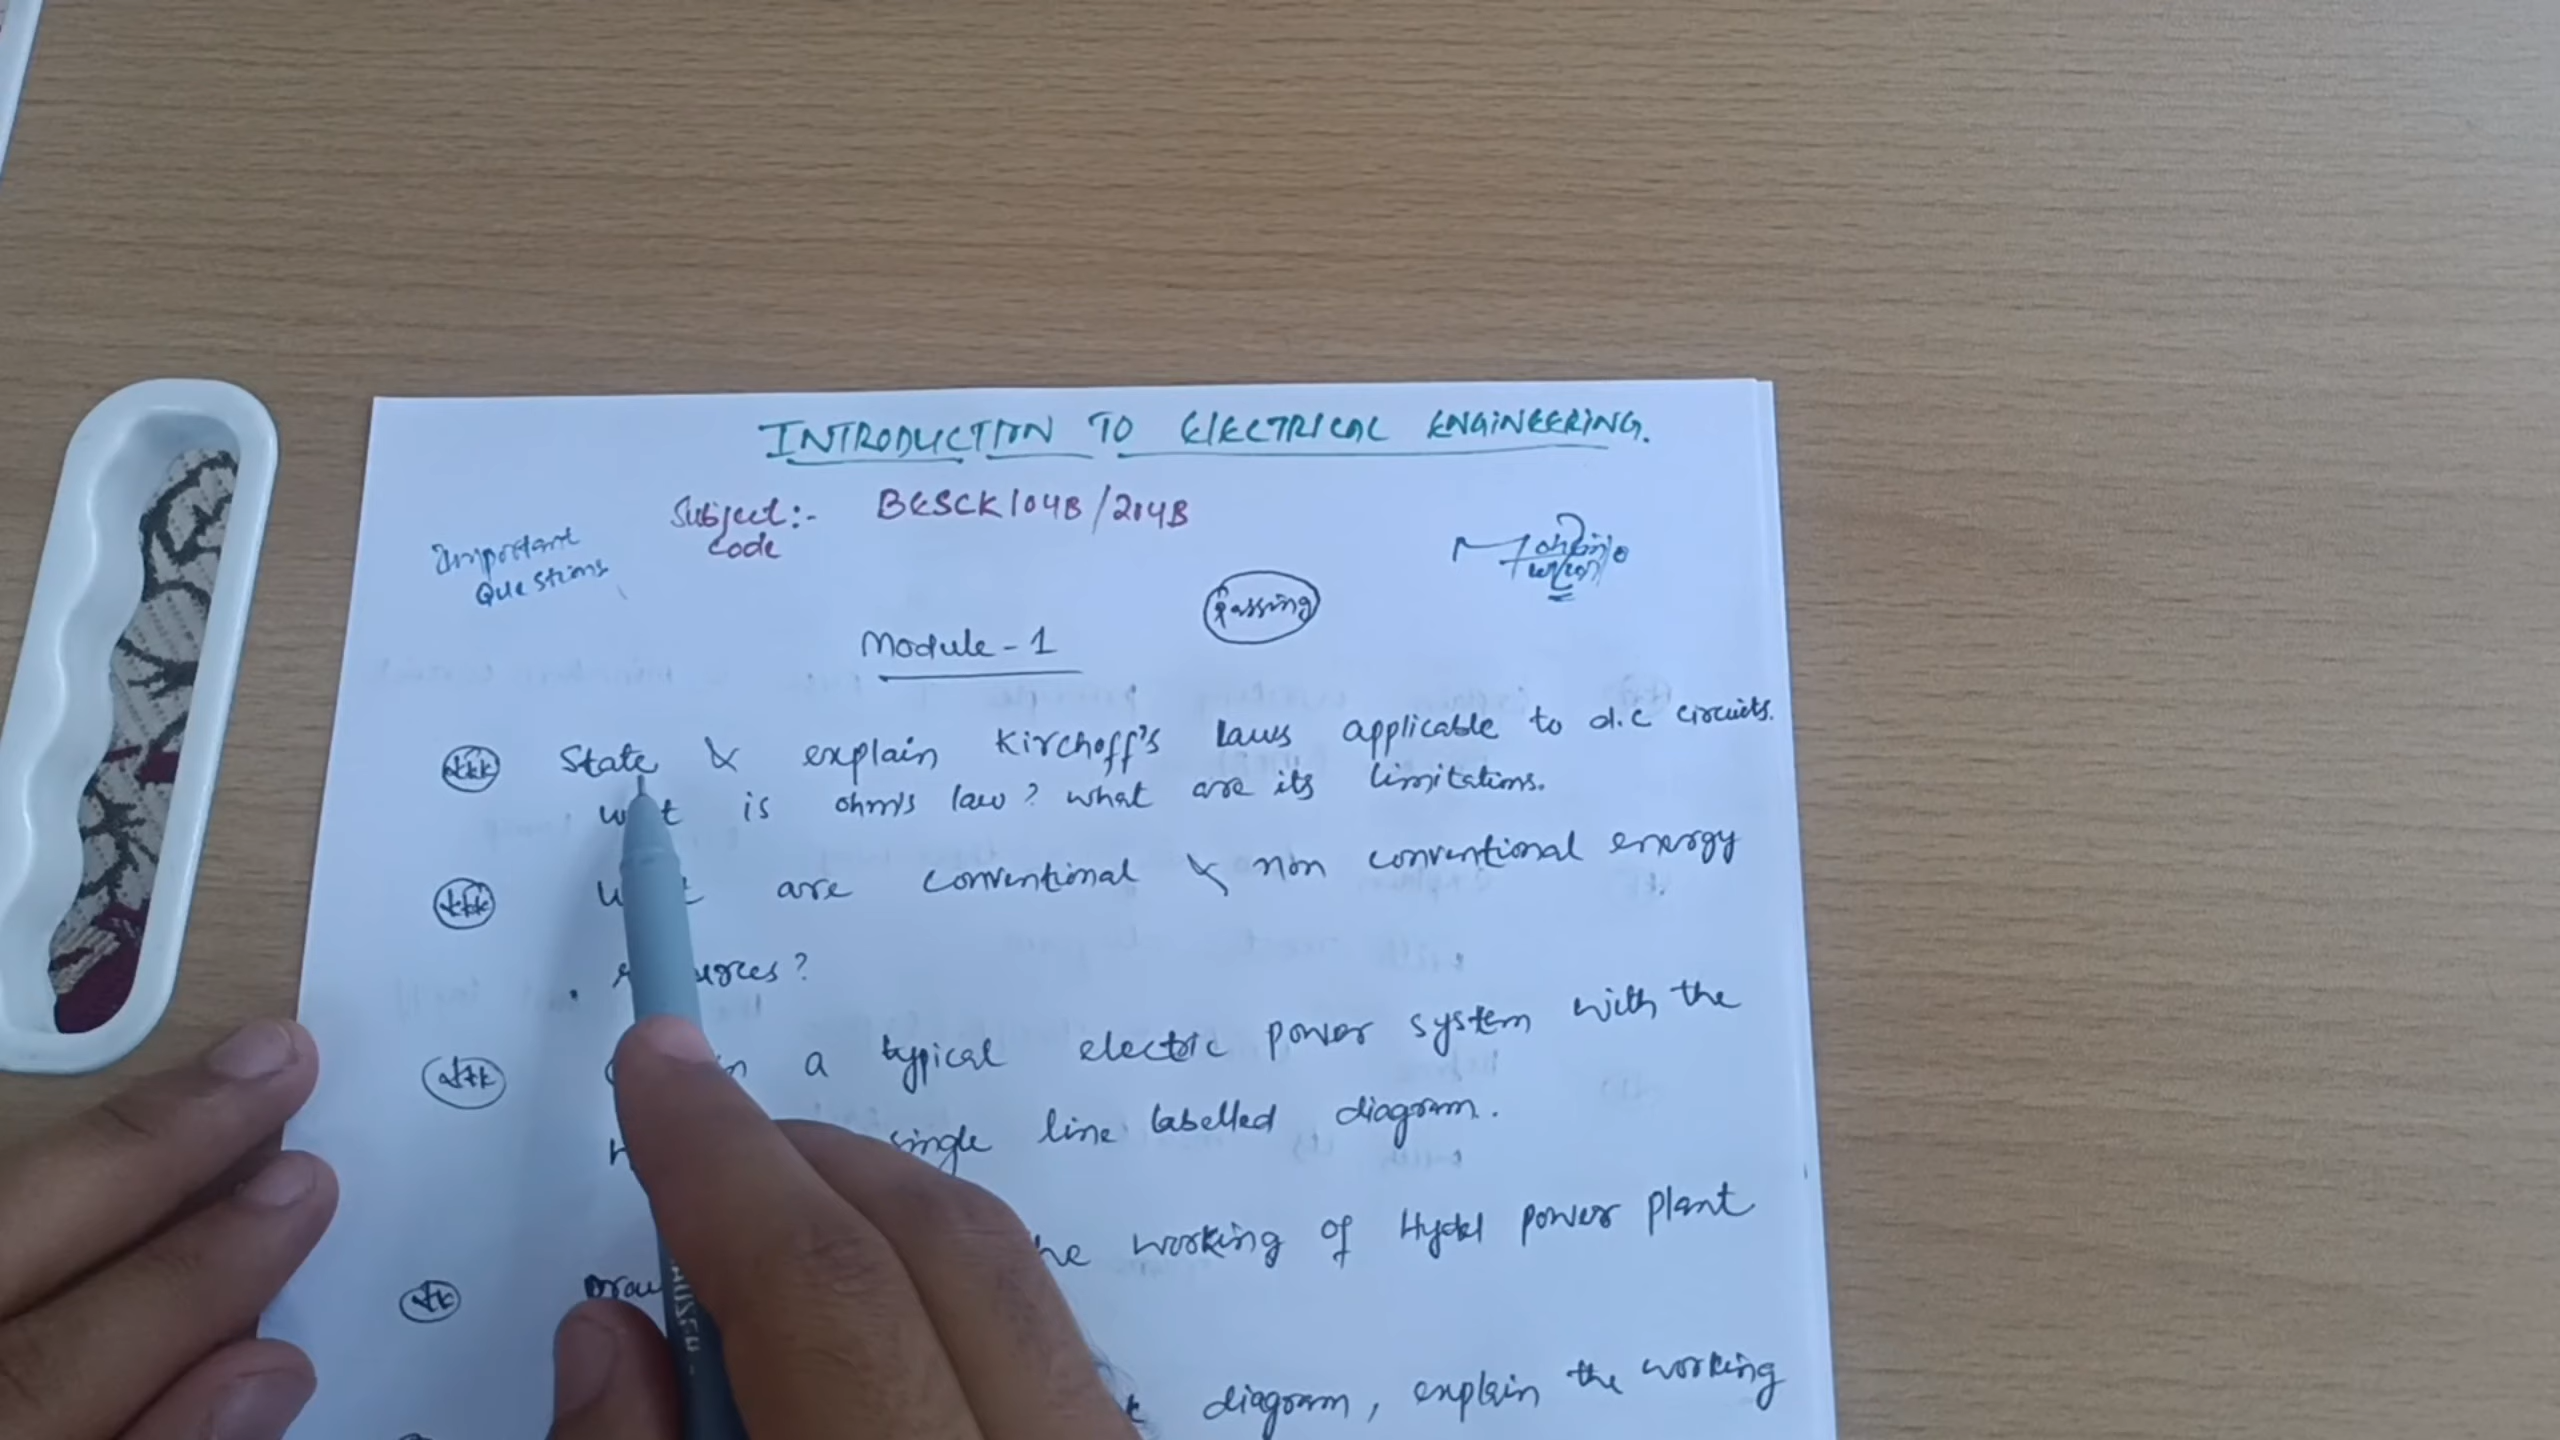 INTRODUCTION TO ELECTRICAL ENGINEERING.
Subject:- BESCK104B/204B
Code
Important
Questions
Passing
Module-1
State & explain Kirchoff's laws applicable to d.c circuits.
is ohm's law? what are its limitations.
are conventional & non conventional energy
a typical electric power system with the
single line labelled diagram.
working of Hydel power plant
diagram, explain the working